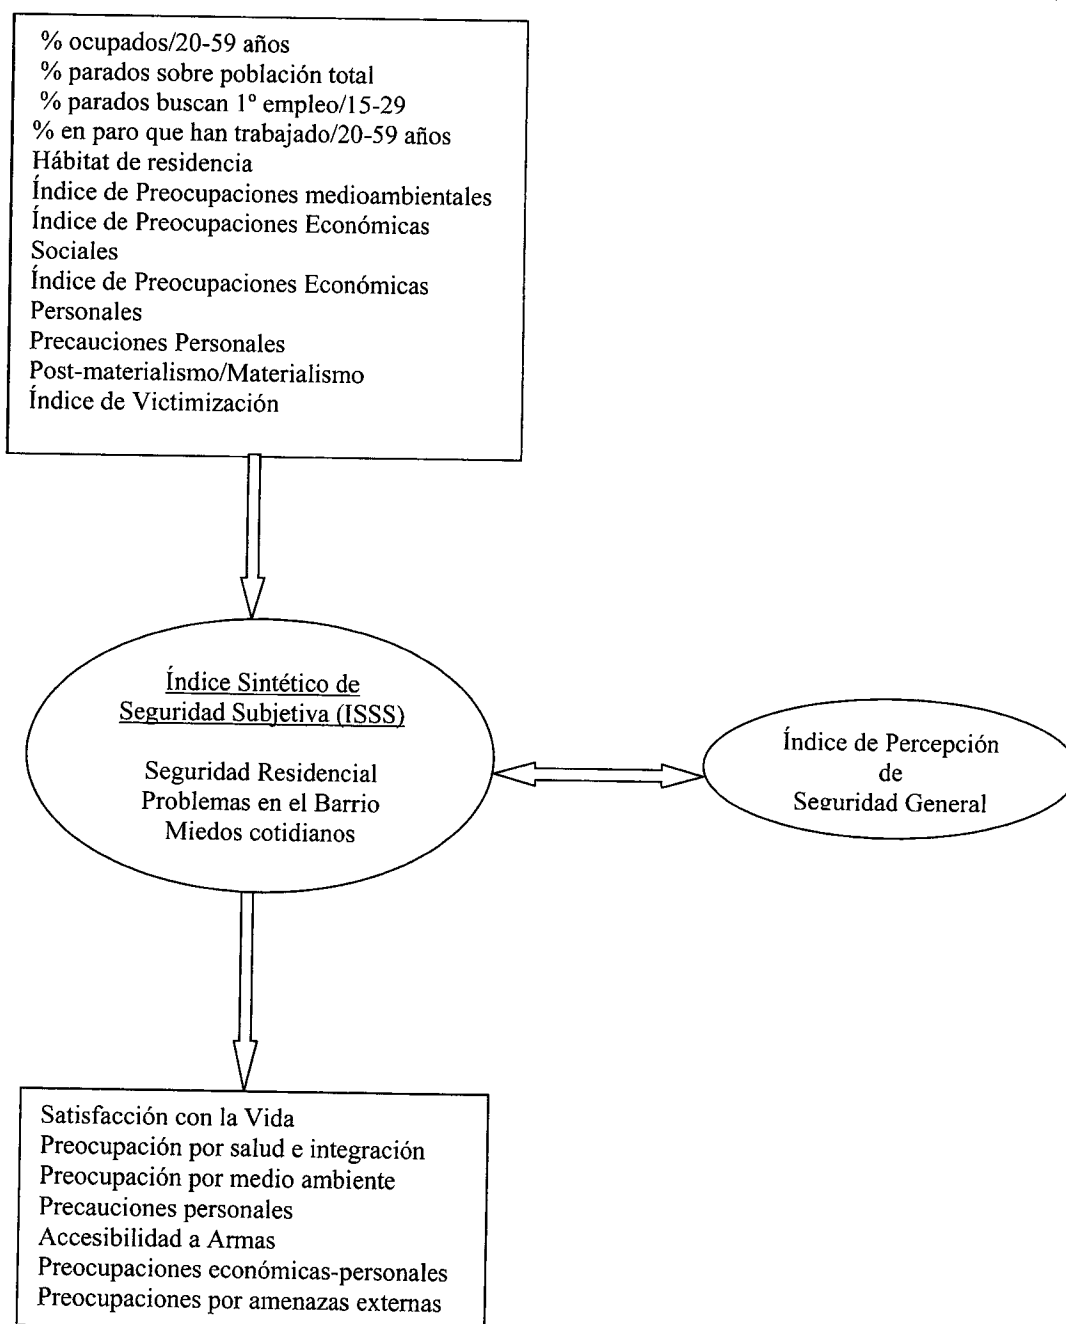 % ocupados/20-59 años
% parados sobre población total
% parados buscan 1º empleo/15-29
% en paro que han trabajado/20-59 años
Hábitat de residencia
Índice de Preocupaciones medioambientales
Índice de Preocupaciones Económicas
Sociales
Índice de Preocupaciones Económicas
Personales
Precauciones Personales
Post-materialismo/Materialismo
Índice de Victimización
Índice Sintético de
Seguridad Subjetiva (ISSS)
Seguridad Residencial
Problemas en el Barrio
Miedos cotidianos
Índice de Percepción
de
Seguridad General
Satisfacción con la Vida
Preocupación por salud e integración
Preocupación por medio ambiente
Precauciones personales
Accesibilidad a Armas
Preocupaciones económicas-personales
Preocupaciones por amenazas externas